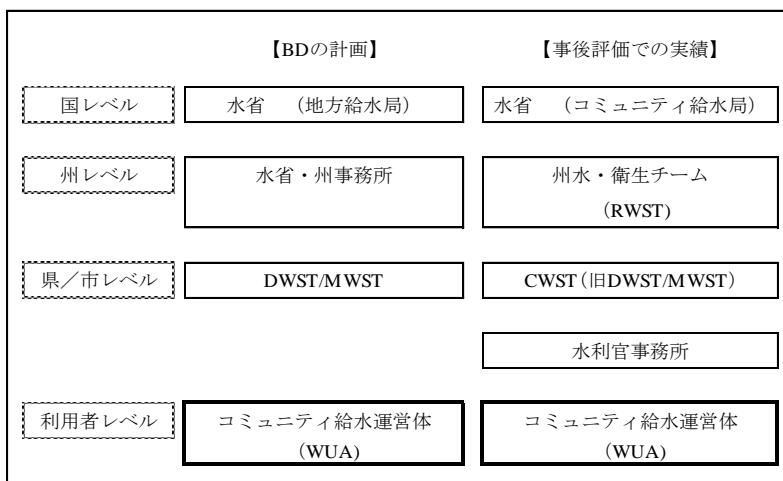 【BDの計画】 【事後評価での実績】
国レベル 水省 （地方給水局） 水省 （コミュニティ給水局）
州レベル 水省・州事務所 州水・衛生チーム
(RWST)
県／市レベル DWST/MWST CWST（旧DWST/MWST）
水利官事務所
利用者レベル コミュニティ給水運営体 コミュニティ給水運営体
（WUA） （WUA）